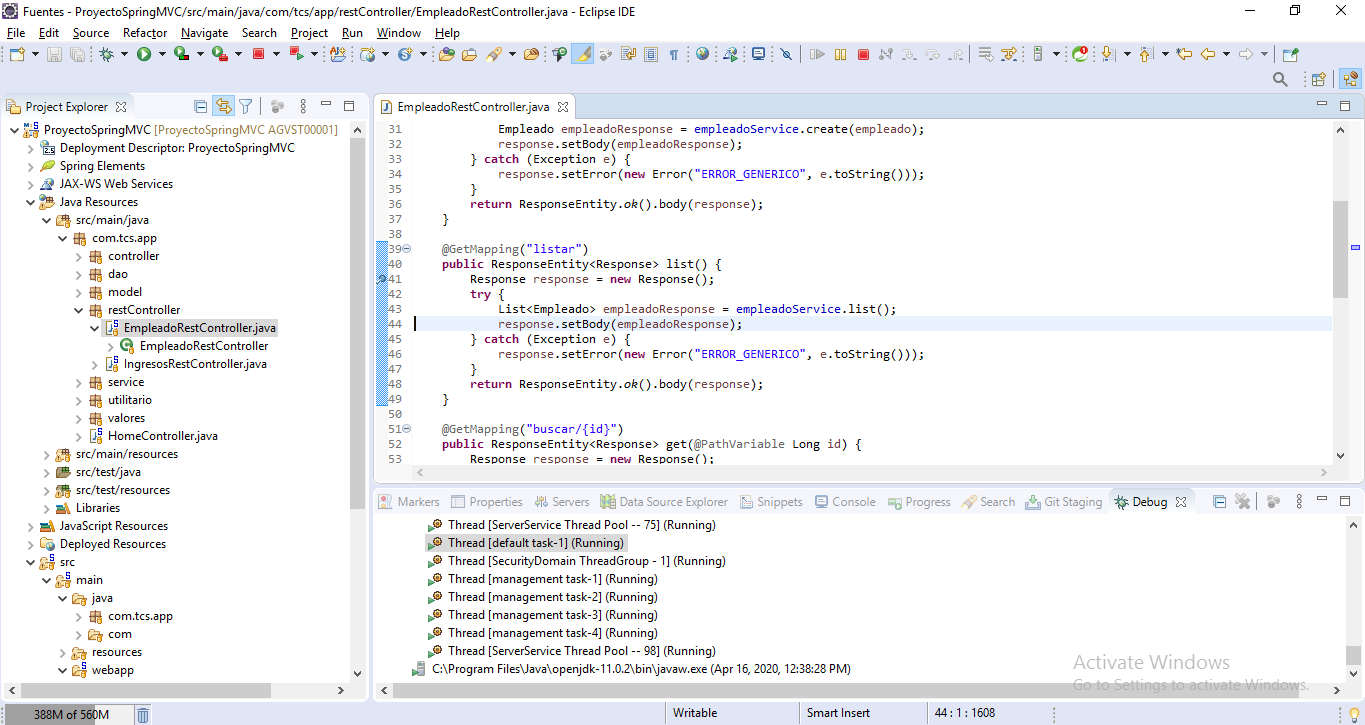 Fuentes - ProyectoSpringMVC/src/main/java/com/tcs/app/restController/EmpleadoRestController.java - Eclipse IDE
File Edit Source Refactor Navigate Search Project Run Window Help
Project Explorer
ProyectoSpringMVC [ProyectoSpringMVC AGVST00001]
Deployment Descriptor: ProyectoSpringMVC
Spring Elements
JAX-WS Web Services
Java Resources
src/main/java
com.tcs.app
controller
dao
model
restController
EmpleadoRestController.java
EmpleadoRestController
IngresosRestController.java
service
utilitario
valores
HomeController.java
src/main/resources
src/test/java
src/test/resources
Libraries
JavaScript Resources
Deployed Resources
src
main
java
com.tcs.app
com
resources
webapp
EmpleadoRestController.java
31 Empleado empleadoResponse = empleadoService.create(empleado);
32 response.setBody(empleadoResponse);
33 } catch (Exception e) {
34 response.setError(new Error("ERROR_GENERICO", e.toString()));
35 }
36 return ResponseEntity.ok().body(response);
37 }
38
39 @GetMapping("listar")
40 public ResponseEntity<Response> list() {
41 Response response = new Response();
42 try {
43 List<Empleado> empleadoResponse = empleadoService.list();
44 response.setBody(empleadoResponse);
45 } catch (Exception e) {
46 response.setError(new Error("ERROR_GENERICO", e.toString()));
47 }
48 return ResponseEntity.ok().body(response);
49 }
50
51 @GetMapping("buscar/{id}")
52 public ResponseEntity<Response> get(@PathVariable Long id) {
53 Response response = new Response();
Markers Properties Servers Data Source Explorer Snippets Console Progress Search Git Staging Debug
Thread [ServerService Thread Pool -- 75] (Running)
Thread [default task-1] (Running)
Thread [SecurityDomain ThreadGroup - 1] (Running)
Thread [management task-1] (Running)
Thread [management task-2] (Running)
Thread [management task-3] (Running)
Thread [management task-4] (Running)
Thread [ServerService Thread Pool -- 98] (Running)
C:\Program Files\Java\openjdk-11.0.2\bin\javaw.exe (Apr 16, 2020, 12:38:28 PM)
Activate Windows
Go to Settings to activate Windows.
388M of 560M Writable Smart Insert 44 : 1 : 1608